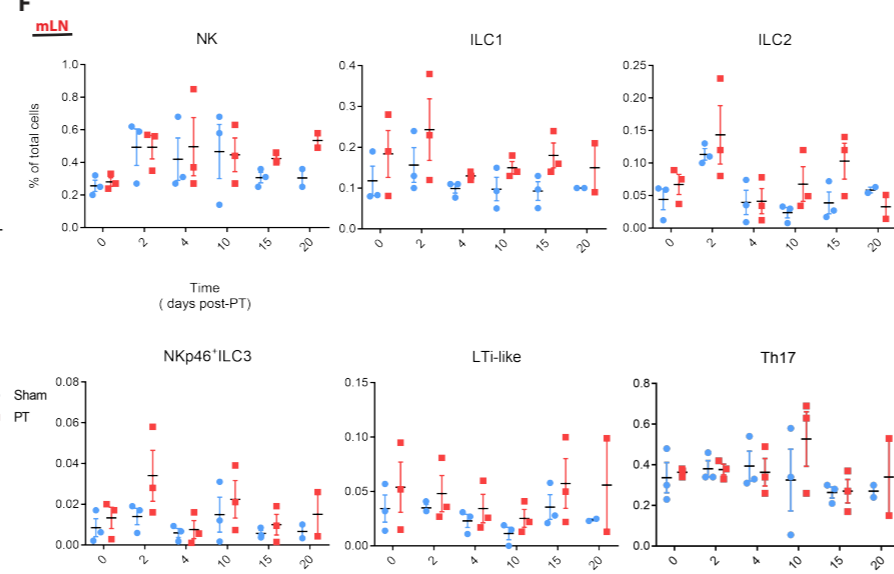 F
mLN
NK
ILC1
ILC2
% of total cells
1.0
0.8
0.6
0.4
0.2
0.0
0 2 4 10 15 20
0.4
0.3
0.2
0.1
0.0
0 2 4 10 15 20
0.25
0.20
0.15
0.10
0.05
0.00
0 2 4 10 15 20
Time
( days post-PT)
NKp46+ILC3
LTi-like
Th17
Sham
PT
0.08
0.06
0.04
0.02
0.00
0 2 4 10 15 20
0.15
0.10
0.05
0.00
0 2 4 10 15 20
0.8
0.6
0.4
0.2
0.0
0 2 4 10 15 20